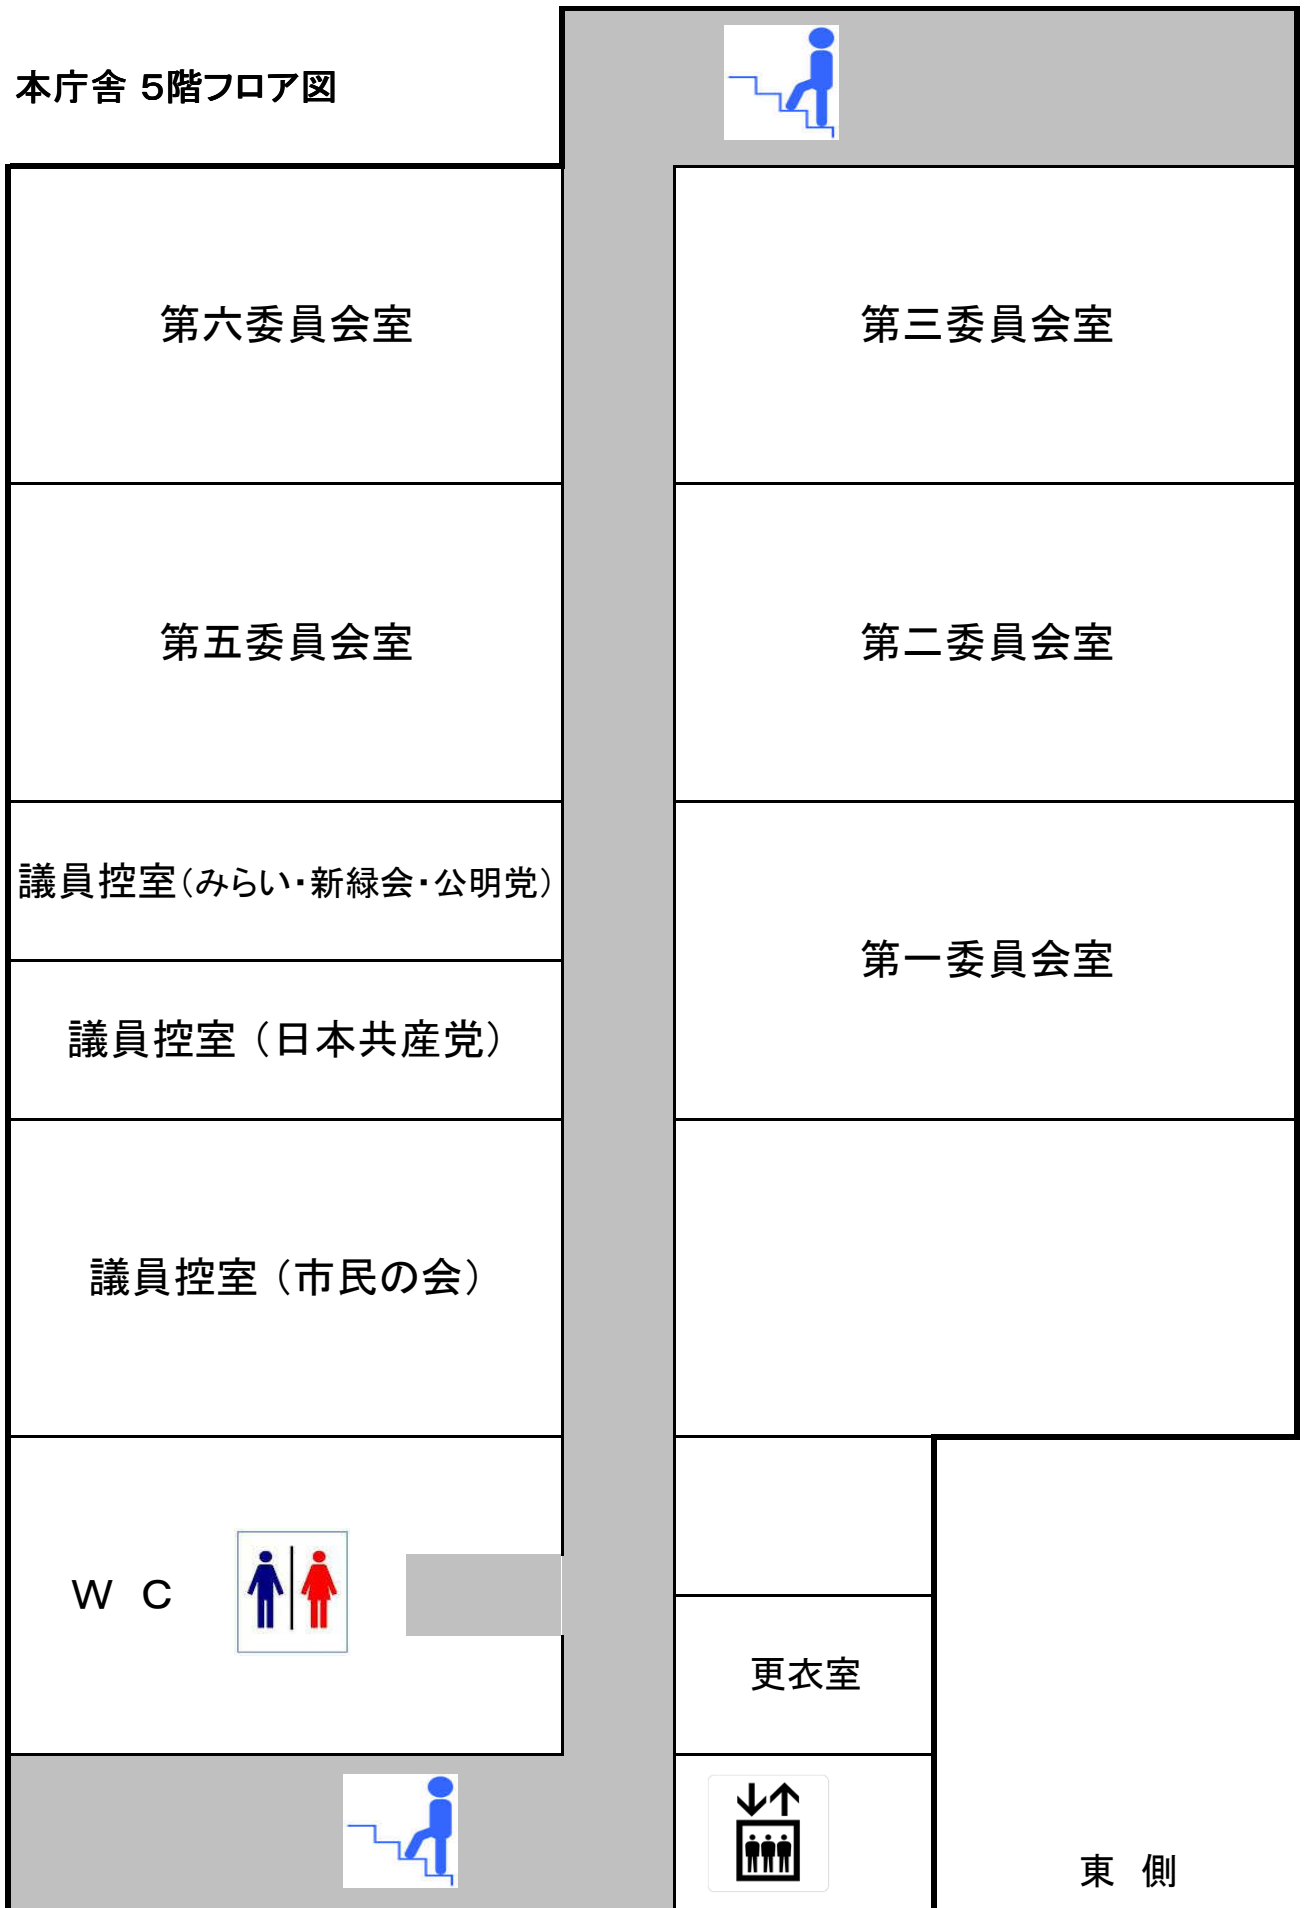 本庁舎 5階フロア図
第六委員会室
第三委員会室
第五委員会室
第二委員会室
議員控室(みらい・新緑会・公明党)
第一委員会室
議員控室(日本共産党)
議員控室(市民の会)
W C
更衣室
東 側